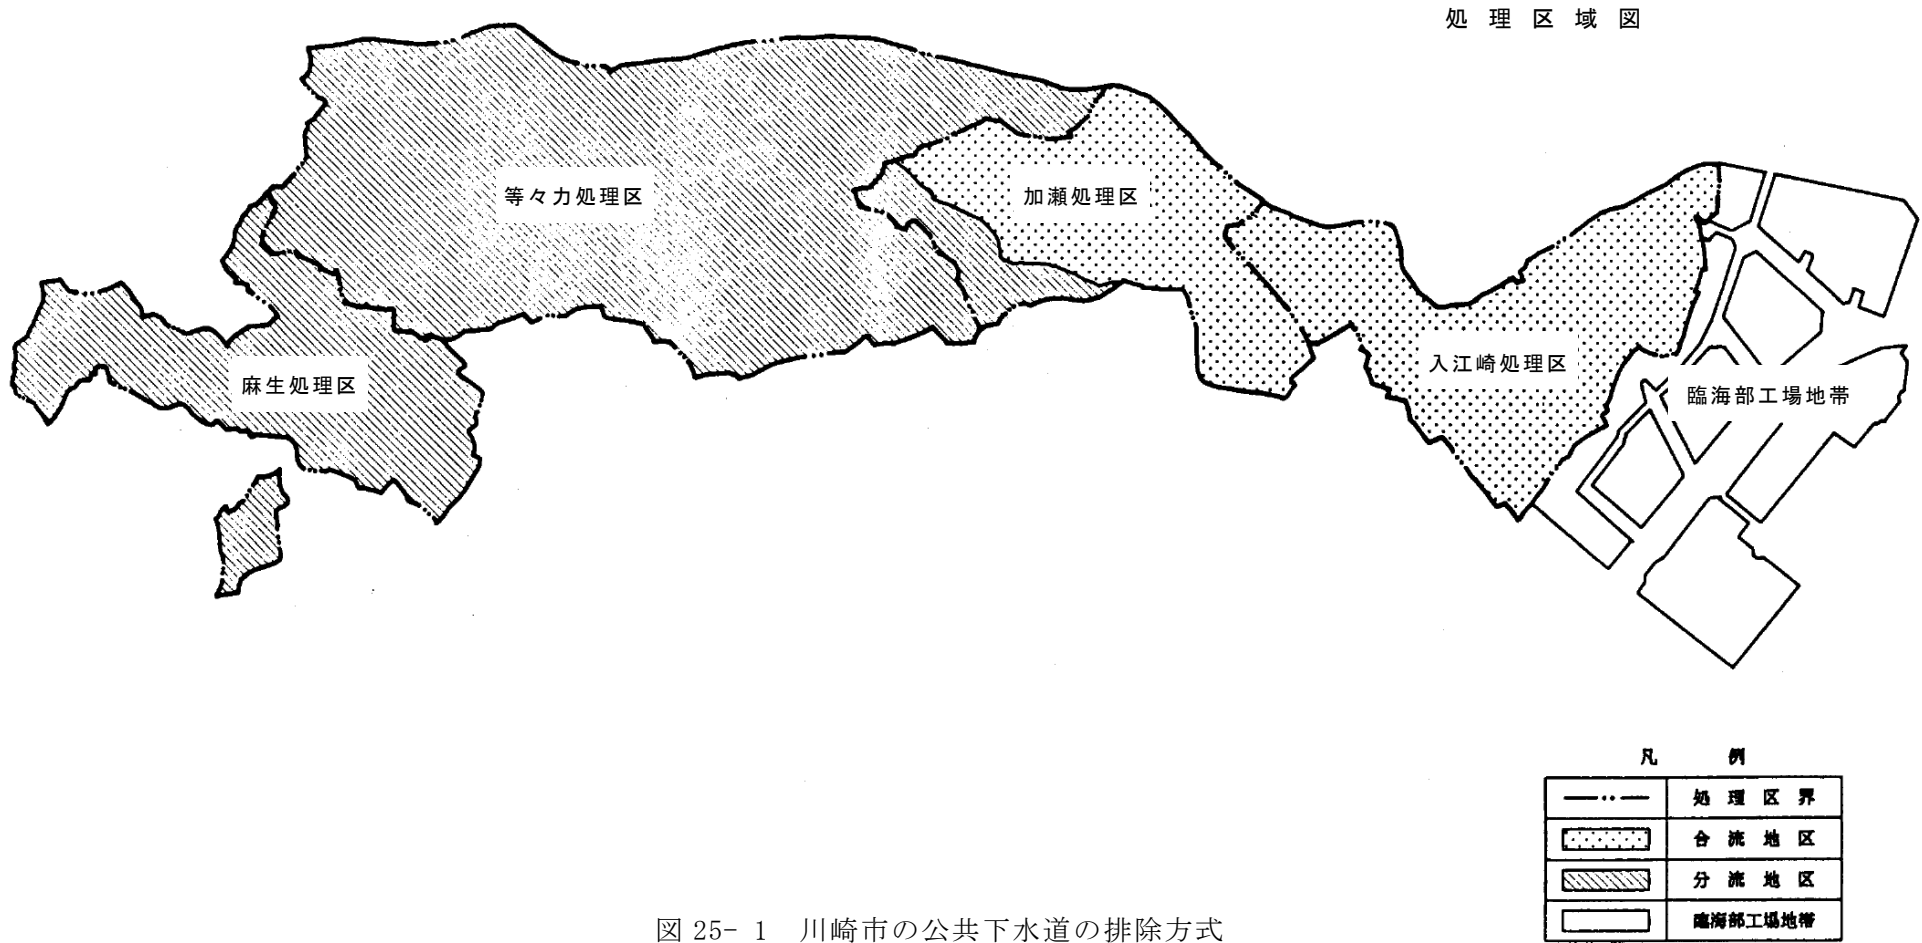 処理区域図
等々力処理区
加瀬処理区
麻生処理区
入江崎処理区
臨海部工場地帯
凡例
処理区界
合流地区
分流地区
臨海部工場地帯
図 25- 1　川崎市の公共下水道の排除方式